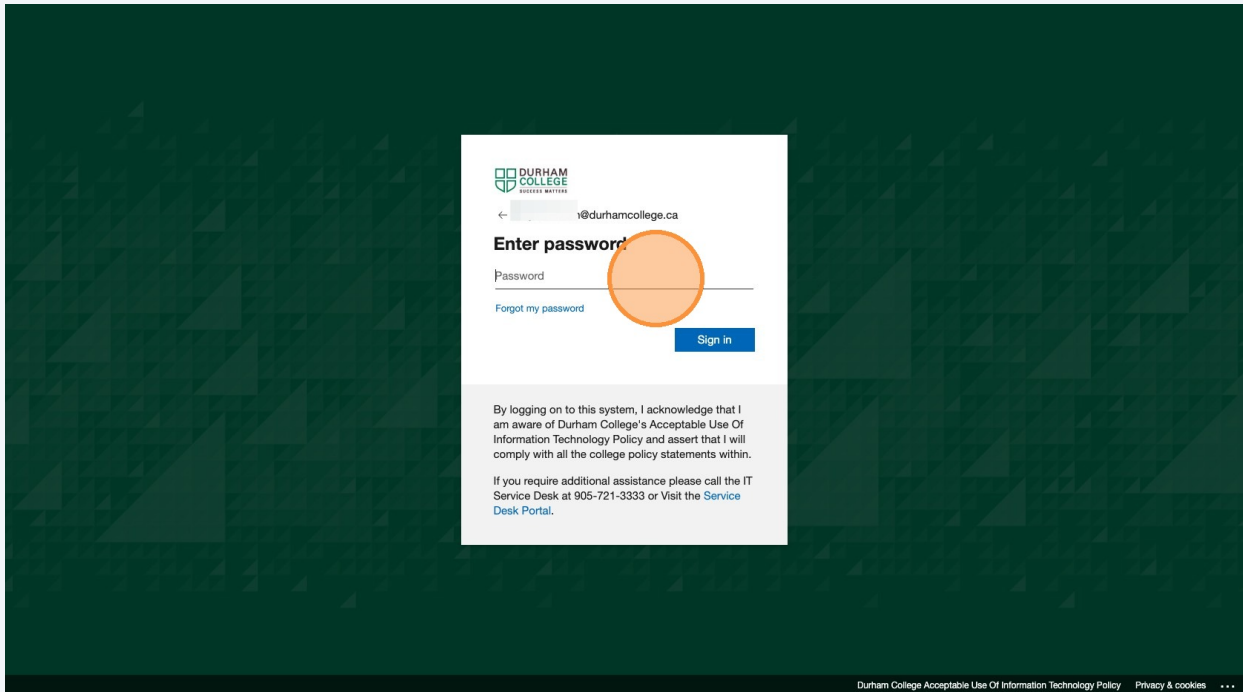 DURHAM
COLLEGE
SUCCESS MATTERS
@durhamcollege.ca
Enter password
Password
Forgot my password
Sign in
By logging on to this system, I acknowledge that I
am aware of Durham College's Acceptable Use Of
Information Technology Policy and assert that I will
comply with all the college policy statements within.
If you require additional assistance please call the IT
Service Desk at 905-721-3333 or Visit the Service
Desk Portal.
Durham College Acceptable Use Of Information Technology Policy Privacy & cookies ...